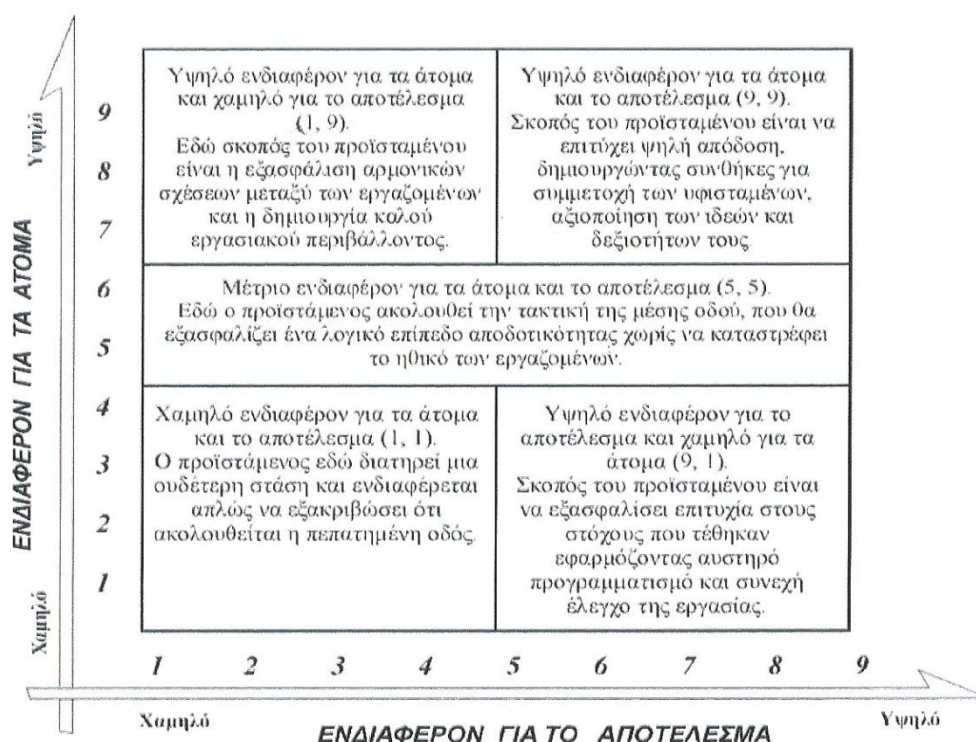 Υψηλό
ΕΝΔΙΑΦΕΡΟΝ ΓΙΑ ΤΑ ΑΤΟΜΑ
Χαμηλό
9
8
7
6
5
4
3
2
1
Υψηλό ενδιαφέρον για τα άτομα
και χαμηλό για το αποτέλεσμα
(1, 9).
Εδώ σκοπός του προϊσταμένου
είναι η εξασφάλιση αρμονικών
σχέσεων μεταξύ των εργαζομένων
και η δημιουργία καλού
εργασιακού περιβάλλοντος.
Υψηλό ενδιαφέρον για τα άτομα
και το αποτέλεσμα (9, 9).
Σκοπός του προϊσταμένου είναι να
επιτύχει ψηλή απόδοση,
δημιουργώντας συνθήκες για
συμμετοχή των υφισταμένων,
αξιοποίηση των ιδεών και
δεξιοτήτων τους.
Μέτριο ενδιαφέρον για τα άτομα και το αποτέλεσμα (5, 5).
Εδώ ο προϊστάμενος ακολουθεί την τακτική της μέσης οδού, που θα
εξασφαλίζει ένα λογικό επίπεδο αποδοτικότητας χωρίς να καταστρέφει
το ηθικό των εργαζομένων.
Χαμηλό ενδιαφέρον για τα άτομα
και το αποτέλεσμα (1, 1).
Ο προϊστάμενος εδώ διατηρεί μια
ουδέτερη στάση και ενδιαφέρεται
απλώς να εξακριβώσει ότι
ακολουθείται η πεπατημένη οδός.
Υψηλό ενδιαφέρον για το
αποτέλεσμα και χαμηλό για τα
άτομα (9, 1).
Σκοπός του προϊσταμένου είναι
να εξασφαλίσει επιτυχία στους
στόχους που τέθηκαν
εφαρμόζοντας αυστηρό
προγραμματισμό και συνεχή
έλεγχο της εργασίας.
1 2 3 4 5 6 7 8 9
Χαμηλό
ΕΝΔΙΑΦΕΡΟΝ ΓΙΑ ΤΟ ΑΠΟΤΕΛΕΣΜΑ
Υψηλό